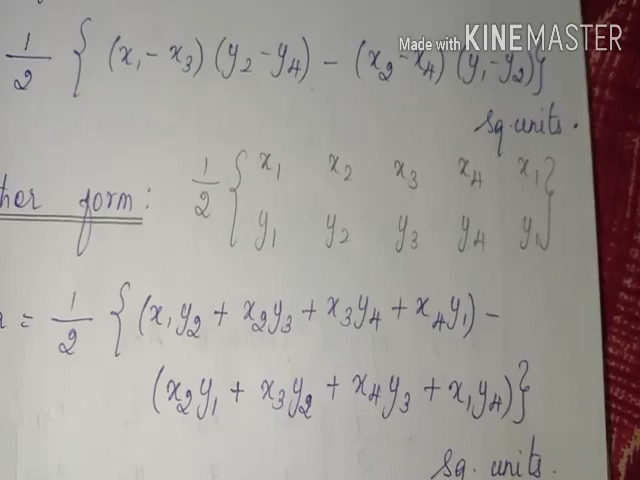 Made with KINEMASTER
1/2 { (x₁ - x₃) (y₂ - y₄) - (x₂ - x₄) (y₁ - y₂) }
sq. units.
ther form: 1/2 { x₁ x₂ x₃ x₄ x₁ }
y₁ y₂ y₃ y₄ y₁
= 1/2 { (x₁y₂ + x₂y₃ + x₃y₄ + x₄y₁) -
(x₂y₁ + x₃y₂ + x₄y₃ + x₁y₄) }
sq. units.